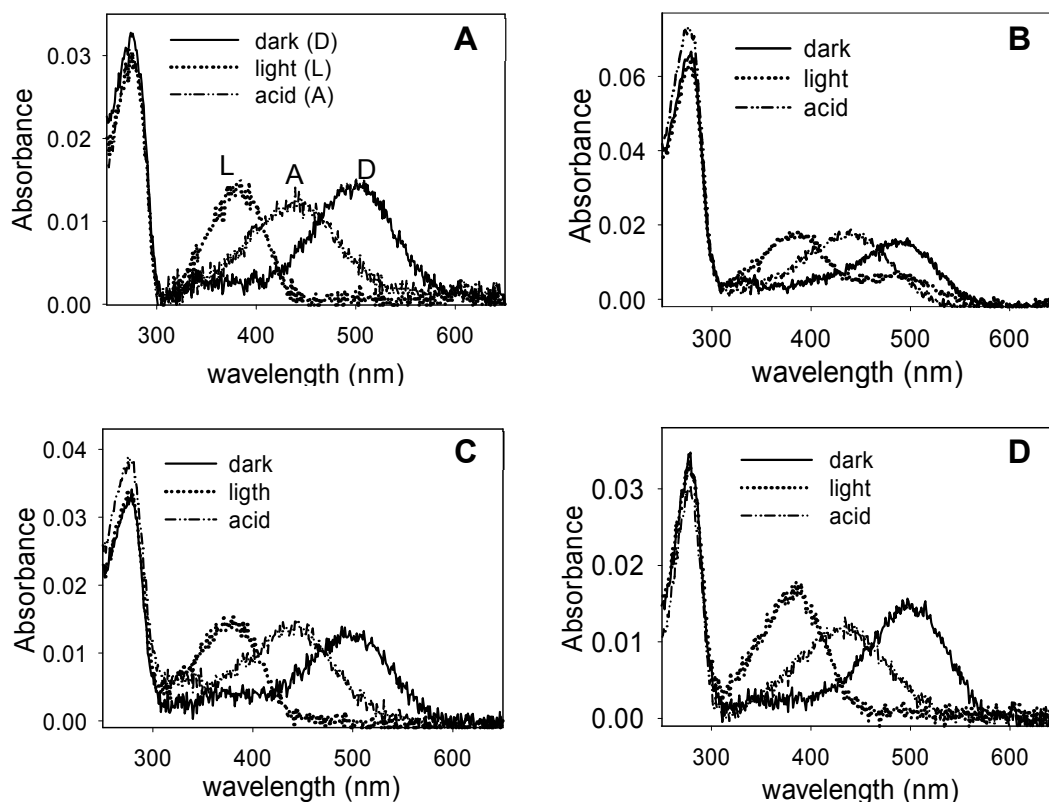 A
dark (D)
light (L)
acid (A)
L
A
D
0.03
0.02
0.01
0.00
Absorbance
300 400 500 600
wavelength (nm)
B
dark
light
acid
0.06
0.04
0.02
0.00
Absorbance
300 400 500 600
wavelength (nm)
C
dark
ligth
acid
0.04
0.03
0.02
0.01
0.00
Absorbance
300 400 500 600
wavelength (nm)
D
dark
light
acid
0.03
0.02
0.01
0.00
Absorbance
300 400 500 600
wavelength (nm)